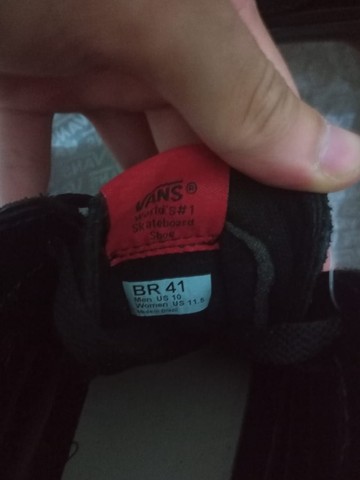 VANS®
World's #1
Skateboard
Shoe
BR 41
Men US 10
Women US 11.5